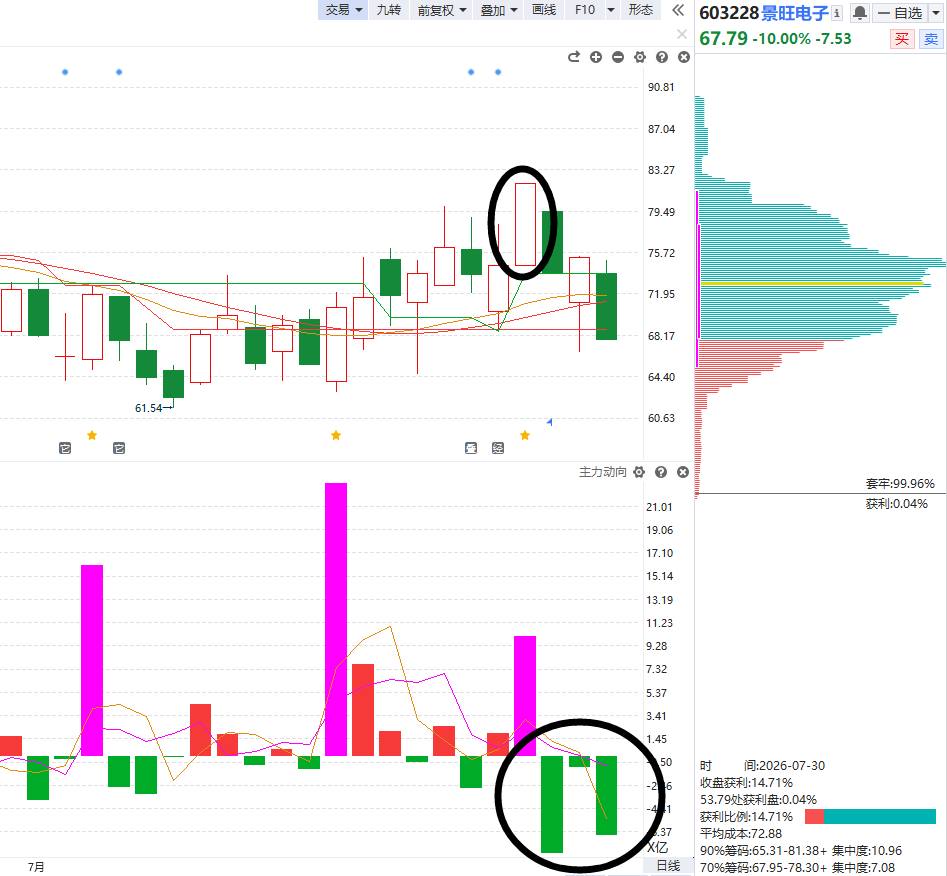 交易 九转 前复权 叠加 画线 F10 形态
603228 景旺电子 自选
67.79 -10.00% -7.53 买 卖
90.81
87.04
83.27
79.49
75.72
71.95
68.17
64.40
60.63
61.54
主力动向
21.01
19.06
17.10
15.14
13.19
11.23
9.28
7.32
5.37
3.41
1.45
X亿
7月
日线
套牢:99.96%
获利:0.04%
时 间:2026-07-30
收盘获利:14.71%
53.79处获利盘:0.04%
获利比例:14.71%
平均成本:72.88
90%筹码:65.31-81.38+ 集中度:10.96
70%筹码:67.95-78.30+ 集中度:7.08